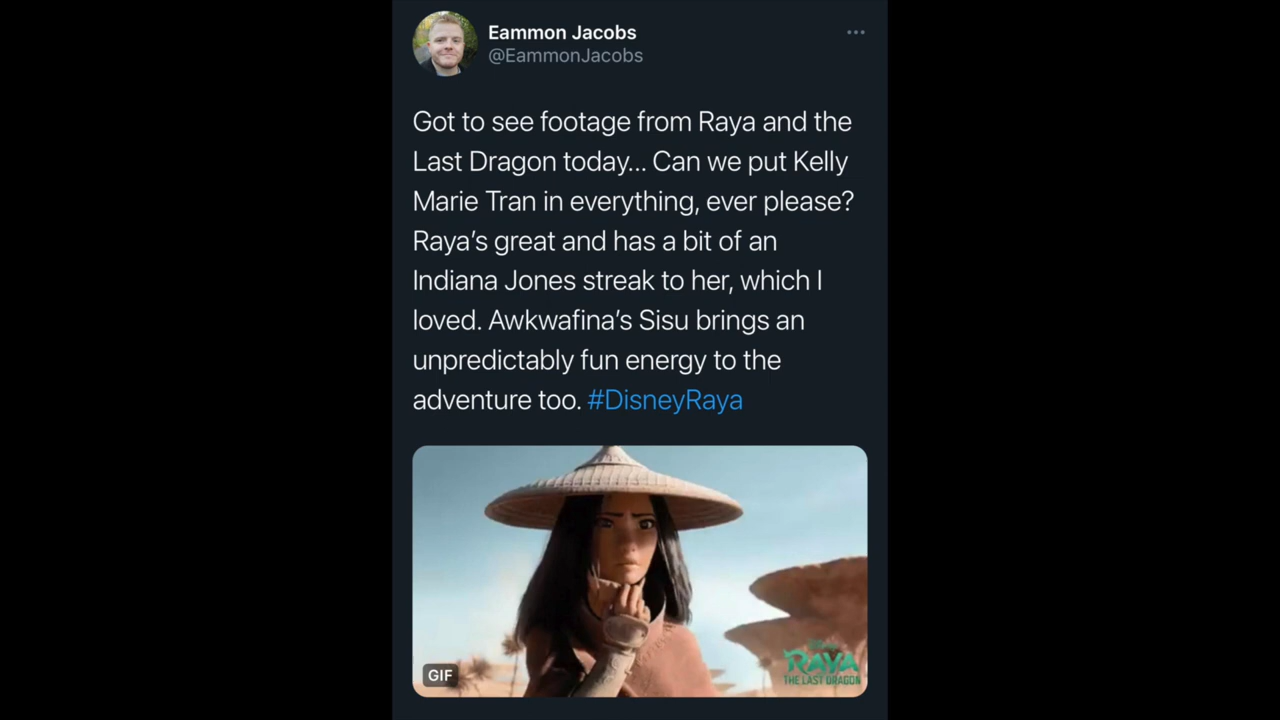 Eammon Jacobs
@EammonJacobs
Got to see footage from Raya and the
Last Dragon today... Can we put Kelly
Marie Tran in everything, ever please?
Raya's great and has a bit of an
Indiana Jones streak to her, which I
loved. Awkwafina's Sisu brings an
unpredictably fun energy to the
adventure too. #DisneyRaya
GIF
Disney
RAYA
THE LAST DRAGON